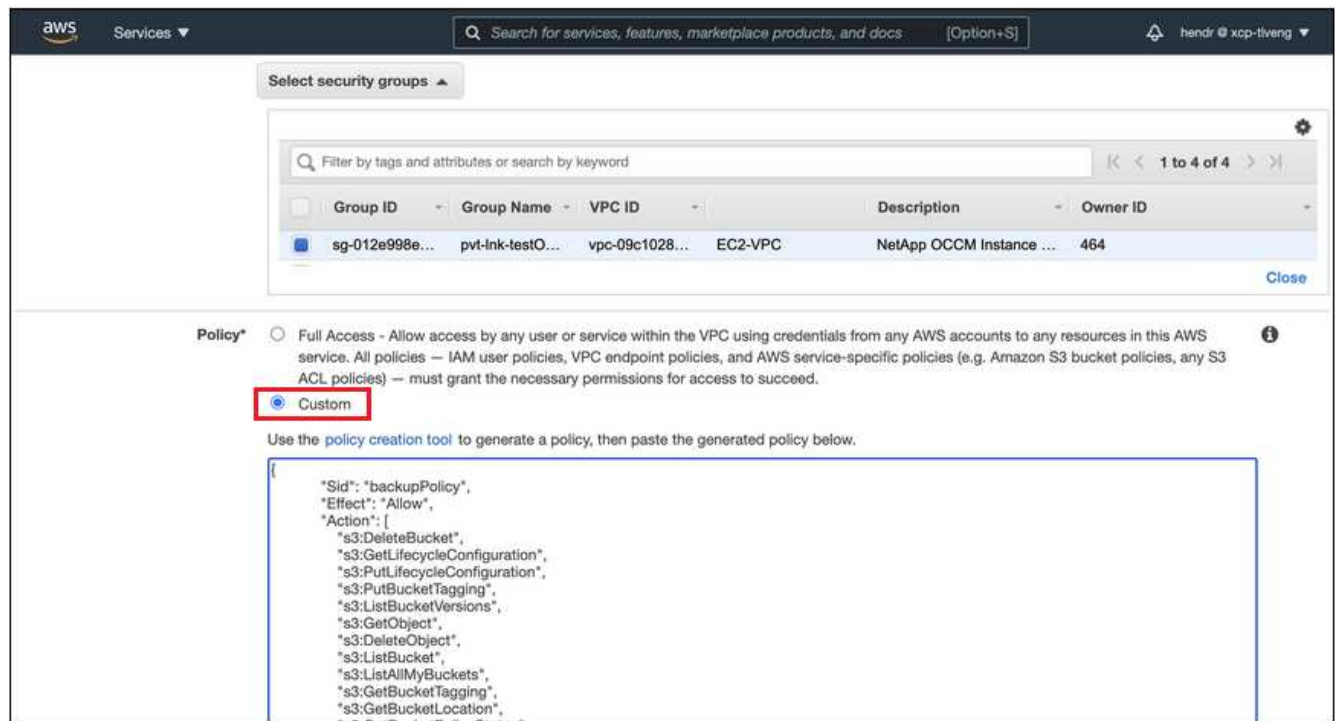 aws Services ▼ Search for services, features, marketplace products, and docs [Option+S] hendr @ xcp-tlveng ▼
Select security groups ▲
Filter by tags and attributes or search by keyword |< < 1 to 4 of 4 > >|
Group ID Group Name VPC ID Description Owner ID
sg-012e998e... pvt-lnk-testO... vpc-09c1028... EC2-VPC NetApp OCCM Instance ... 464
Close
Policy* Full Access - Allow access by any user or service within the VPC using credentials from any AWS accounts to any resources in this AWS
service. All policies — IAM user policies, VPC endpoint policies, and AWS service-specific policies (e.g. Amazon S3 bucket policies, any S3
ACL policies) — must grant the necessary permissions for access to succeed.
Custom
Use the policy creation tool to generate a policy, then paste the generated policy below.
{
"Sid": "backupPolicy",
"Effect": "Allow",
"Action": [
"s3:DeleteBucket",
"s3:GetLifecycleConfiguration",
"s3:PutLifecycleConfiguration",
"s3:PutBucketTagging",
"s3:ListBucketVersions",
"s3:GetObject",
"s3:DeleteObject",
"s3:ListBucket",
"s3:ListAllMyBuckets",
"s3:GetBucketTagging",
"s3:GetBucketLocation",